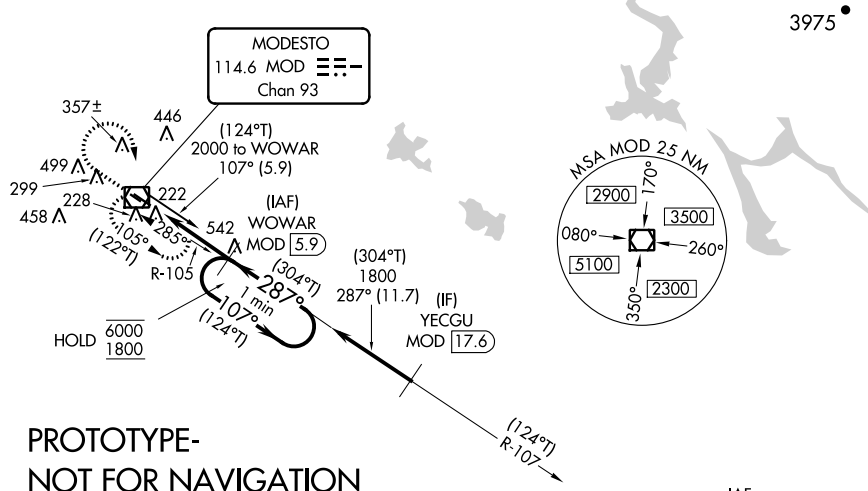 3975
MODESTO
114.6 MOD
Chan 93
357±
446
(124°T)
2000 to WOWAR
107° (5.9)
499
299
222
458
228
(IAF)
WOWAR
MOD 5.9
542
285°
105°
(122°T)
R-105
(304°T)
287°
1 min
107°
(124°T)
HOLD 6000
1800
(304°T)
1800
287° (11.7)
(IF)
YECGU
MOD 17.6
MSA MOD 25 NM
2900
170°
3500
080°
260°
5100
350°
2300
(124°T)
R-107
PROTOTYPE-
NOT FOR NAVIGATION